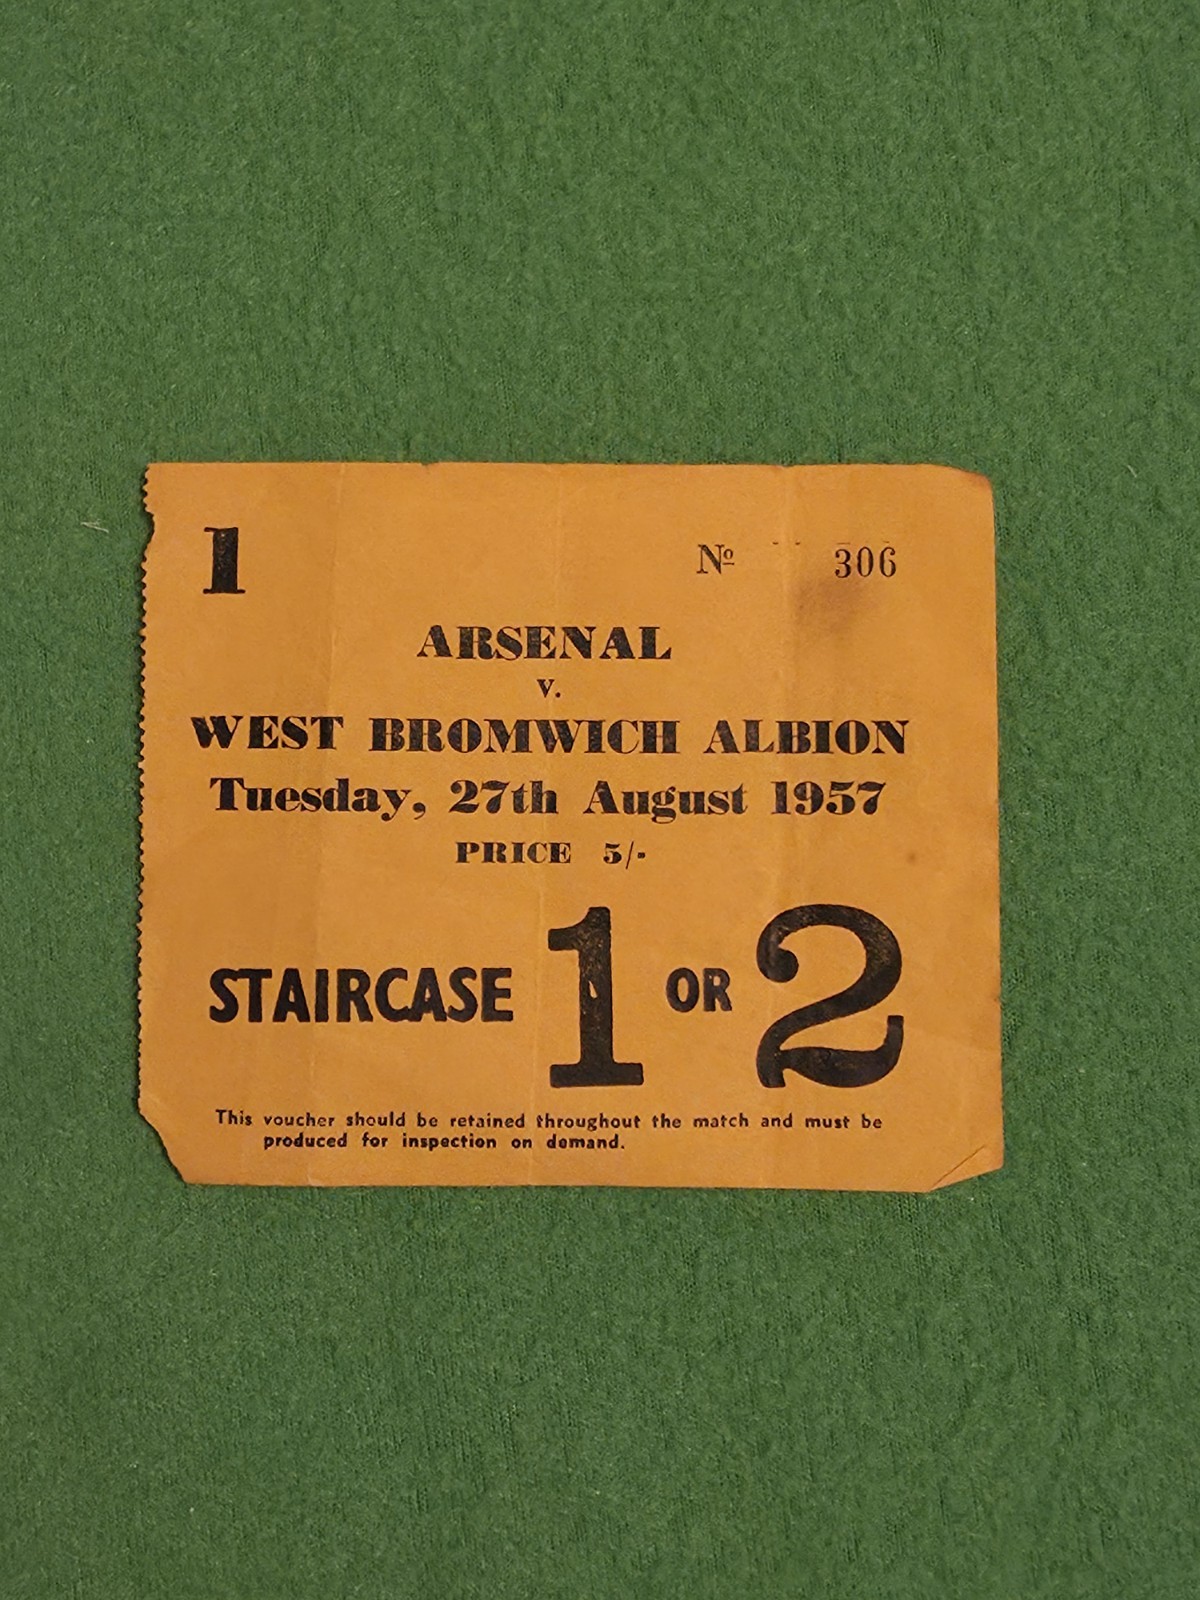 1
Nº 306
ARSENAL
v.
WEST BROMWICH ALBION
Tuesday, 27th August 1957
PRICE 5/-
STAIRCASE 1 OR 2
This voucher should be retained throughout the match and must be
produced for inspection on demand.